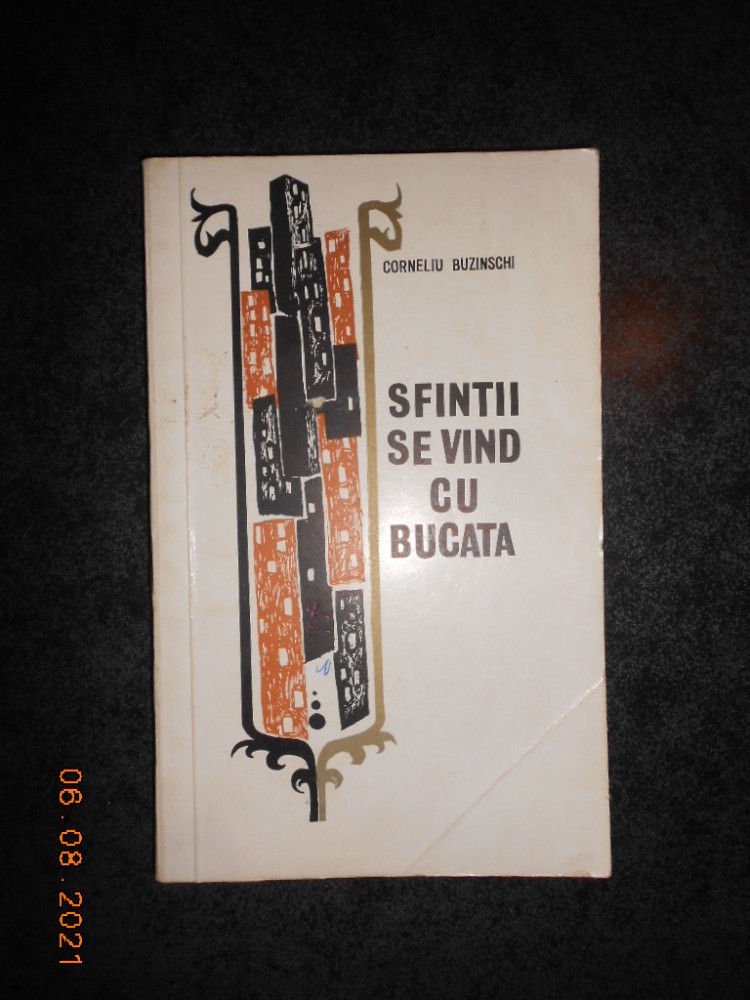 CORNELIU BUZINSCHI
SFINTII
SE VIND
CU
BUCATA
06.08.2021